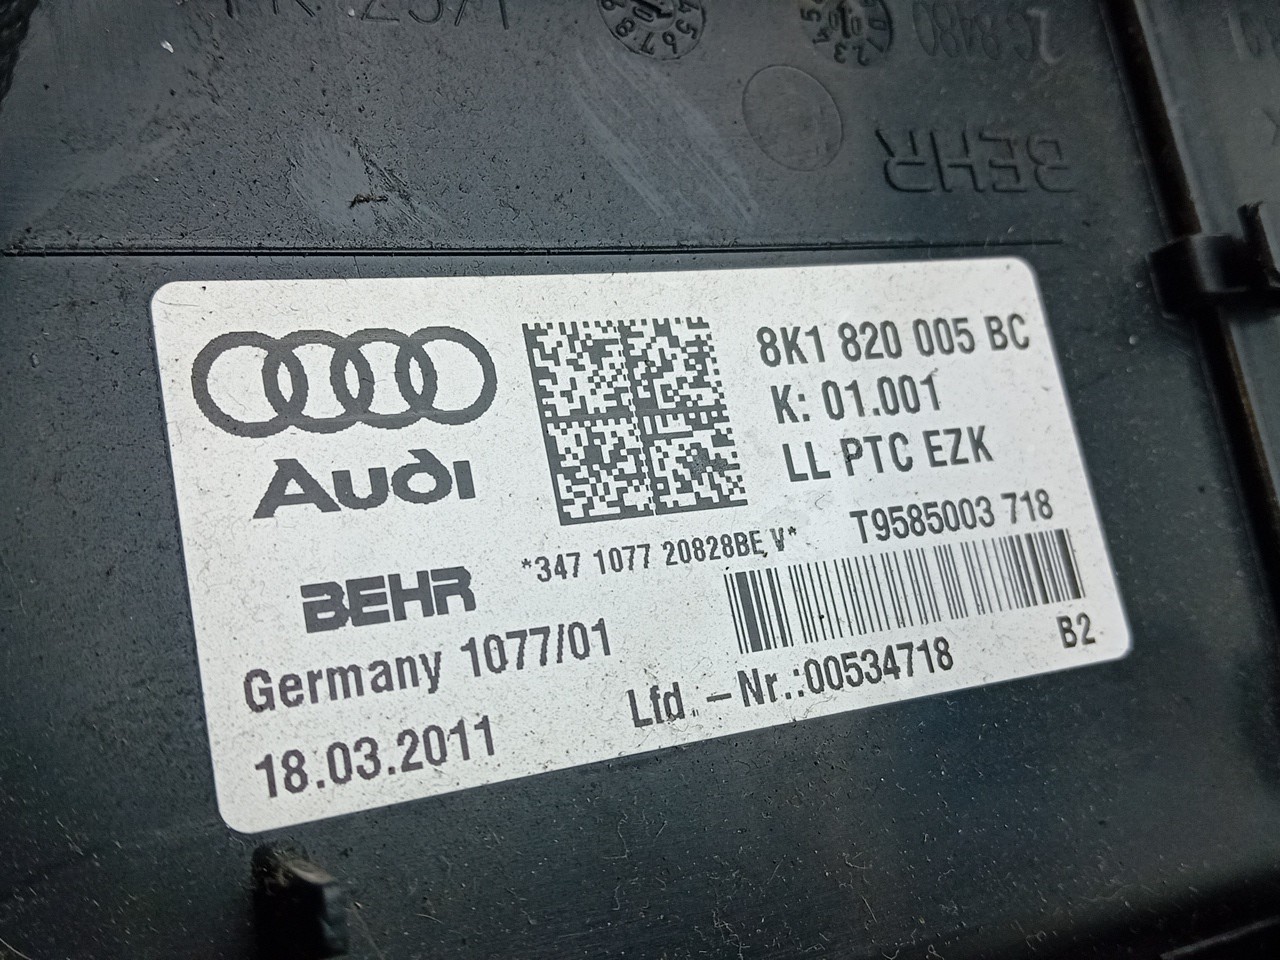 BEHR
Audi
8K1 820 005 BC
K: 01.001
LL PTC EZK
*347 1077 20828BE,V*
T9585003 718
BEHR
Germany 1077/01
18.03.2011
Lfd.-Nr.:00534718
B2